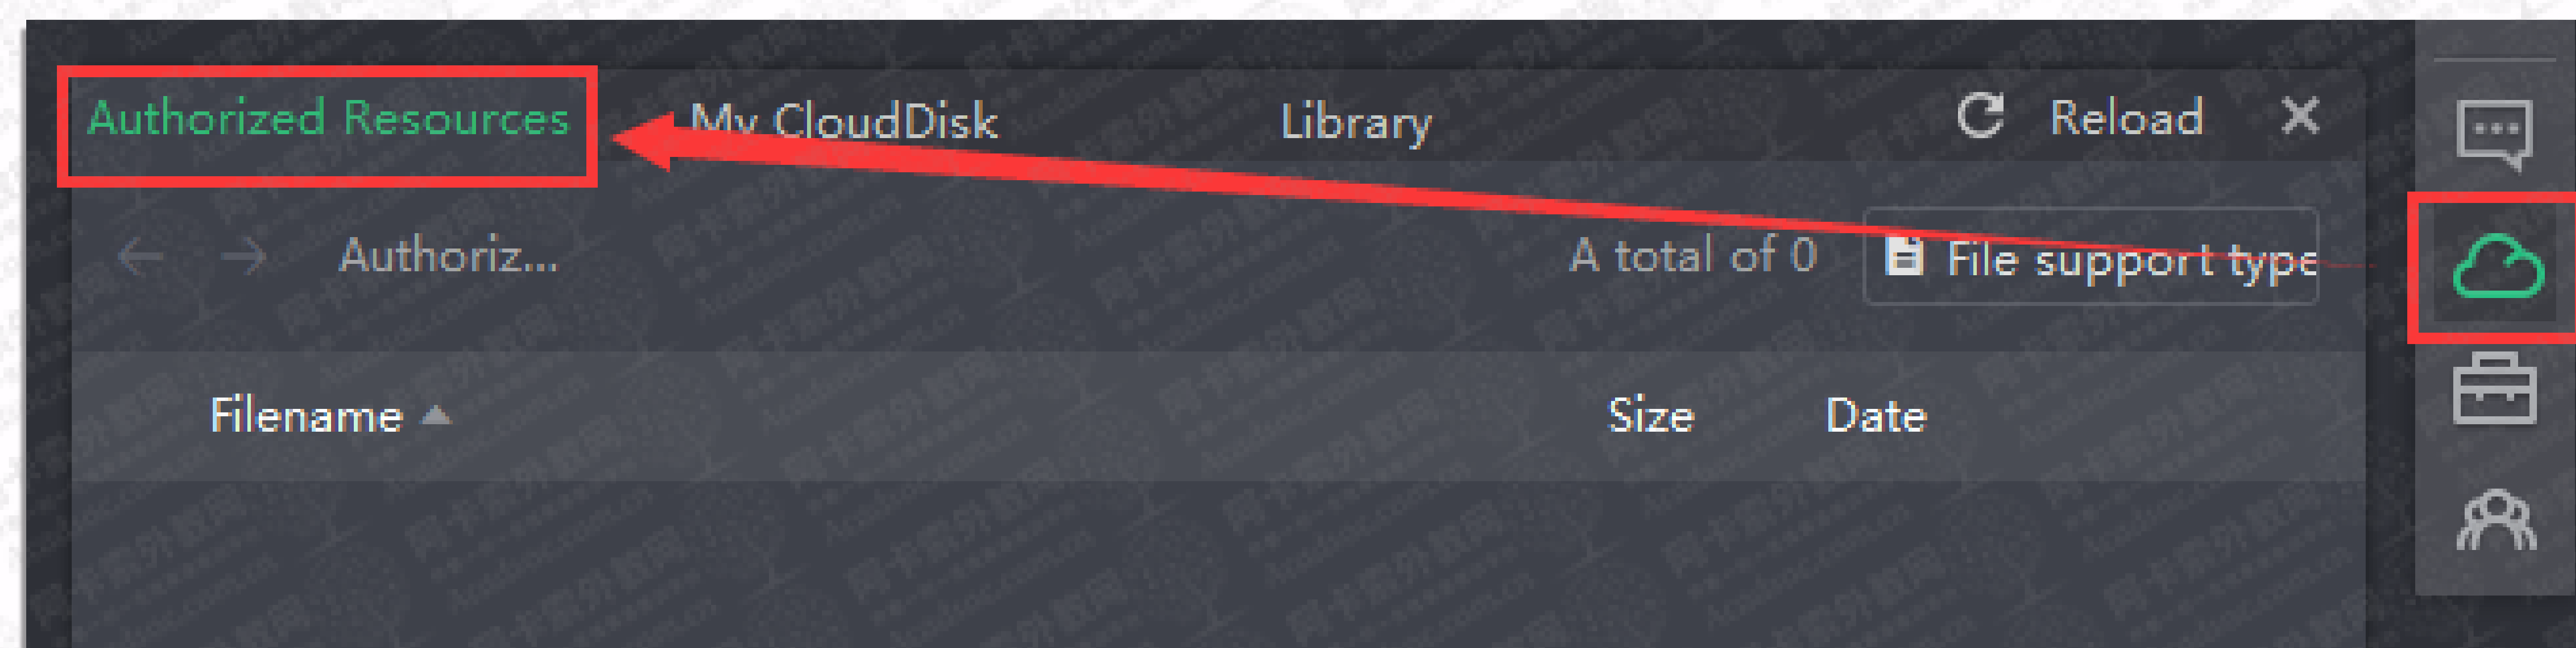 Authorized Resources
My CloudDisk
Library
Reload
Authoriz...
A total of 0
File support type
Filename
Size
Date